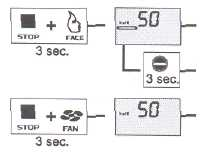 STOP + FACE
50
3 sec.
3 sec.
STOP + FAN
50
3 sec.